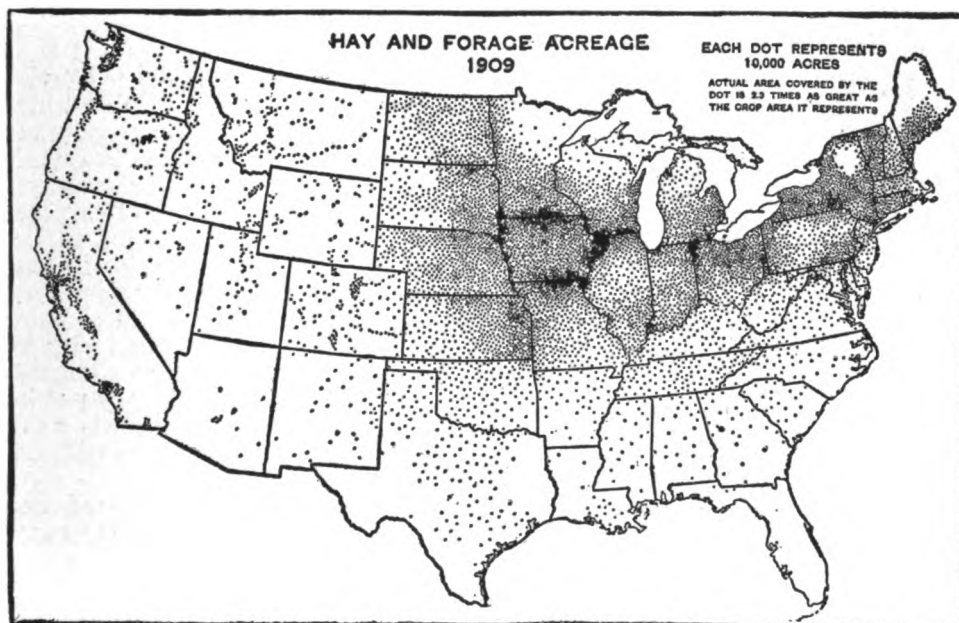 HAY AND FORAGE ACREAGE
1909
EACH DOT REPRESENTS
10,000 ACRES
ACTUAL AREA COVERED BY THE
DOT IS 2.3 TIMES AS GREAT AS
THE CROP AREA IT REPRESENTS